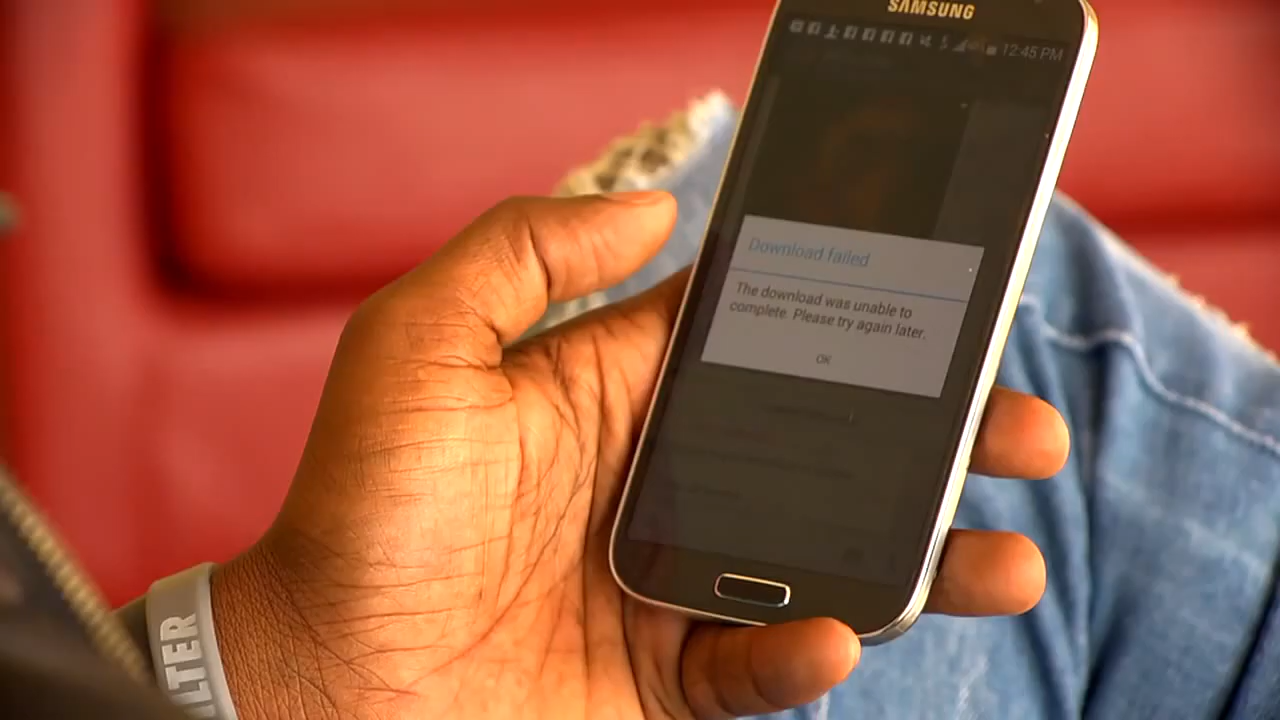 SAMSUNG
12:45 PM
Download failed
The download was unable to
complete. Please try again later.
OK
LTER